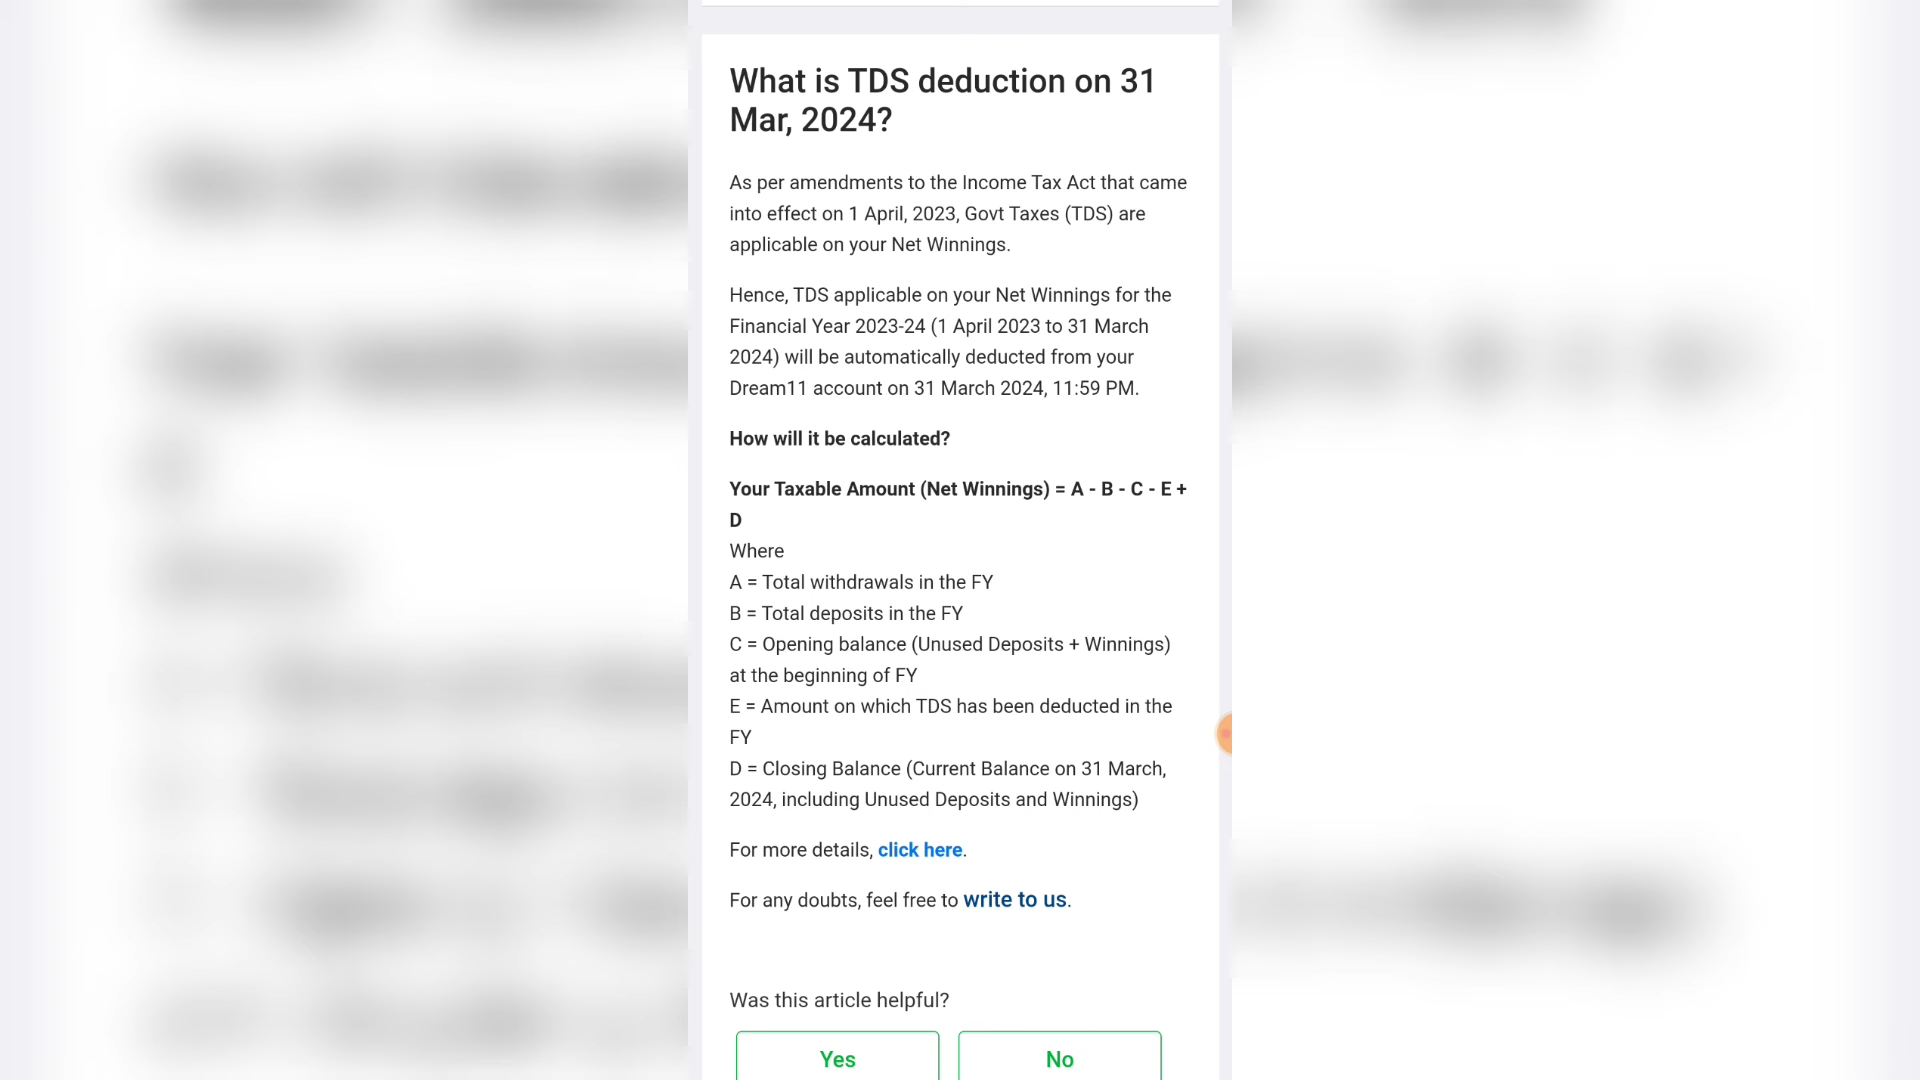 What is TDS deduction on 31
Mar, 2024?
As per amendments to the Income Tax Act that came
into effect on 1 April, 2023, Govt Taxes (TDS) are
applicable on your Net Winnings.
Hence, TDS applicable on your Net Winnings for the
Financial Year 2023-24 (1 April 2023 to 31 March
2024) will be automatically deducted from your
Dream11 account on 31 March 2024, 11:59 PM.
How will it be calculated?
Your Taxable Amount (Net Winnings) = A - B - C - E +
D
Where
A = Total withdrawals in the FY
B = Total deposits in the FY
C = Opening balance (Unused Deposits + Winnings)
at the beginning of FY
E = Amount on which TDS has been deducted in the
FY
D = Closing Balance (Current Balance on 31 March,
2024, including Unused Deposits and Winnings)
For more details, click here.
For any doubts, feel free to write to us.
Was this article helpful?
Yes No